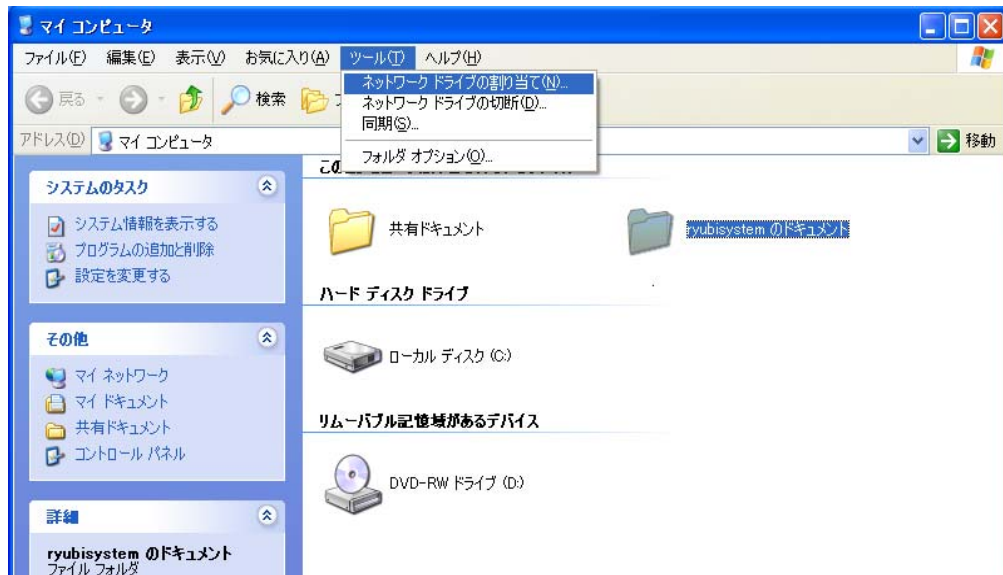 マイ コンピュータ
ファイル(F) 編集(E) 表示(V) お気に入り(A) ツール(T) ヘルプ(H)
ネットワーク ドライブの割り当て(N)...
ネットワーク ドライブの切断(D)...
同期(S)...
フォルダ オプション(O)...
戻る 検索
アドレス(D) マイ コンピュータ 移動
システムのタスク
システム情報を表示する
プログラムの追加と削除
設定を変更する
その他
マイ ネットワーク
マイ ドキュメント
共有ドキュメント
コントロール パネル
詳細
ryubisystem のドキュメント
ファイル フォルダ
共有ドキュメント ryubisystem のドキュメント
ハード ディスク ドライブ
ローカル ディスク (C:)
リムーバブル記憶域があるデバイス
DVD-RW ドライブ (D:)